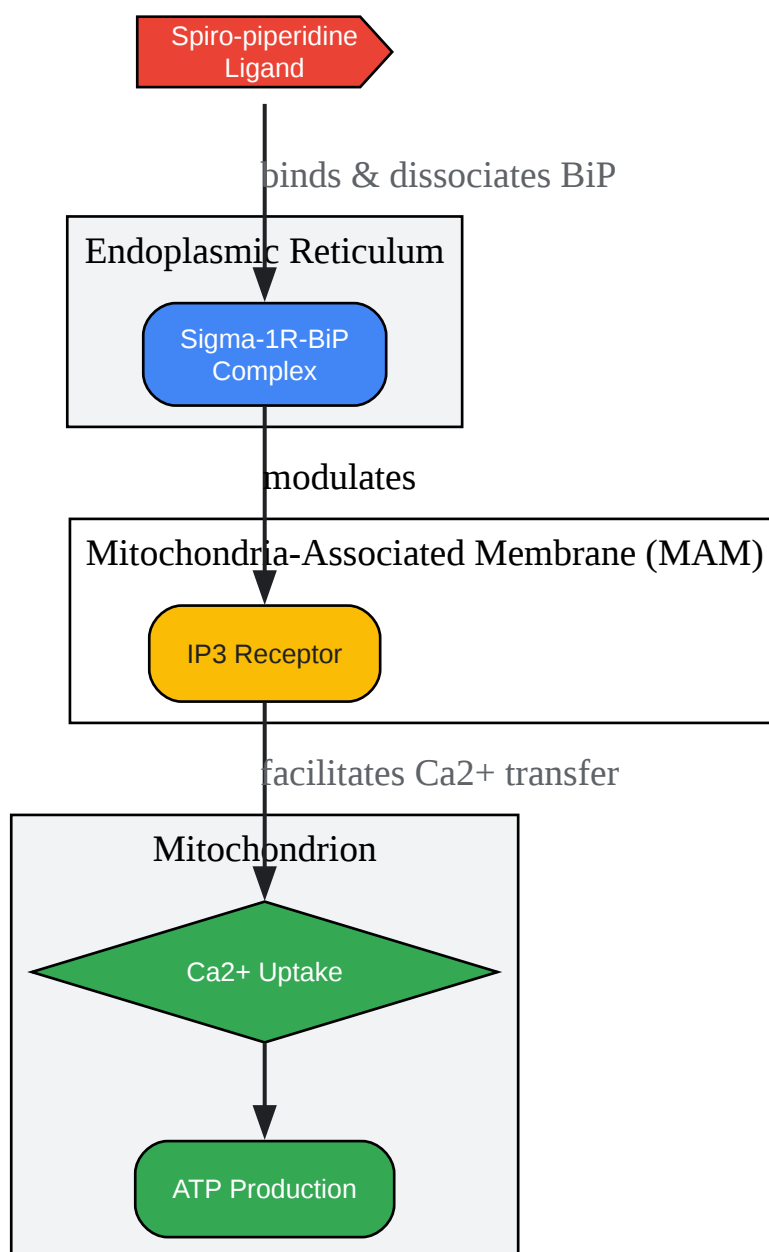 Spiro-piperidine
Ligand
binds & dissociates BiP
Endoplasmic Reticulum
Sigma-1R-BiP
Complex
modulates
Mitochondria-Associated Membrane (MAM)
IP3 Receptor
facilitates Ca2+ transfer
Mitochondrion
Ca2+ Uptake
ATP Production